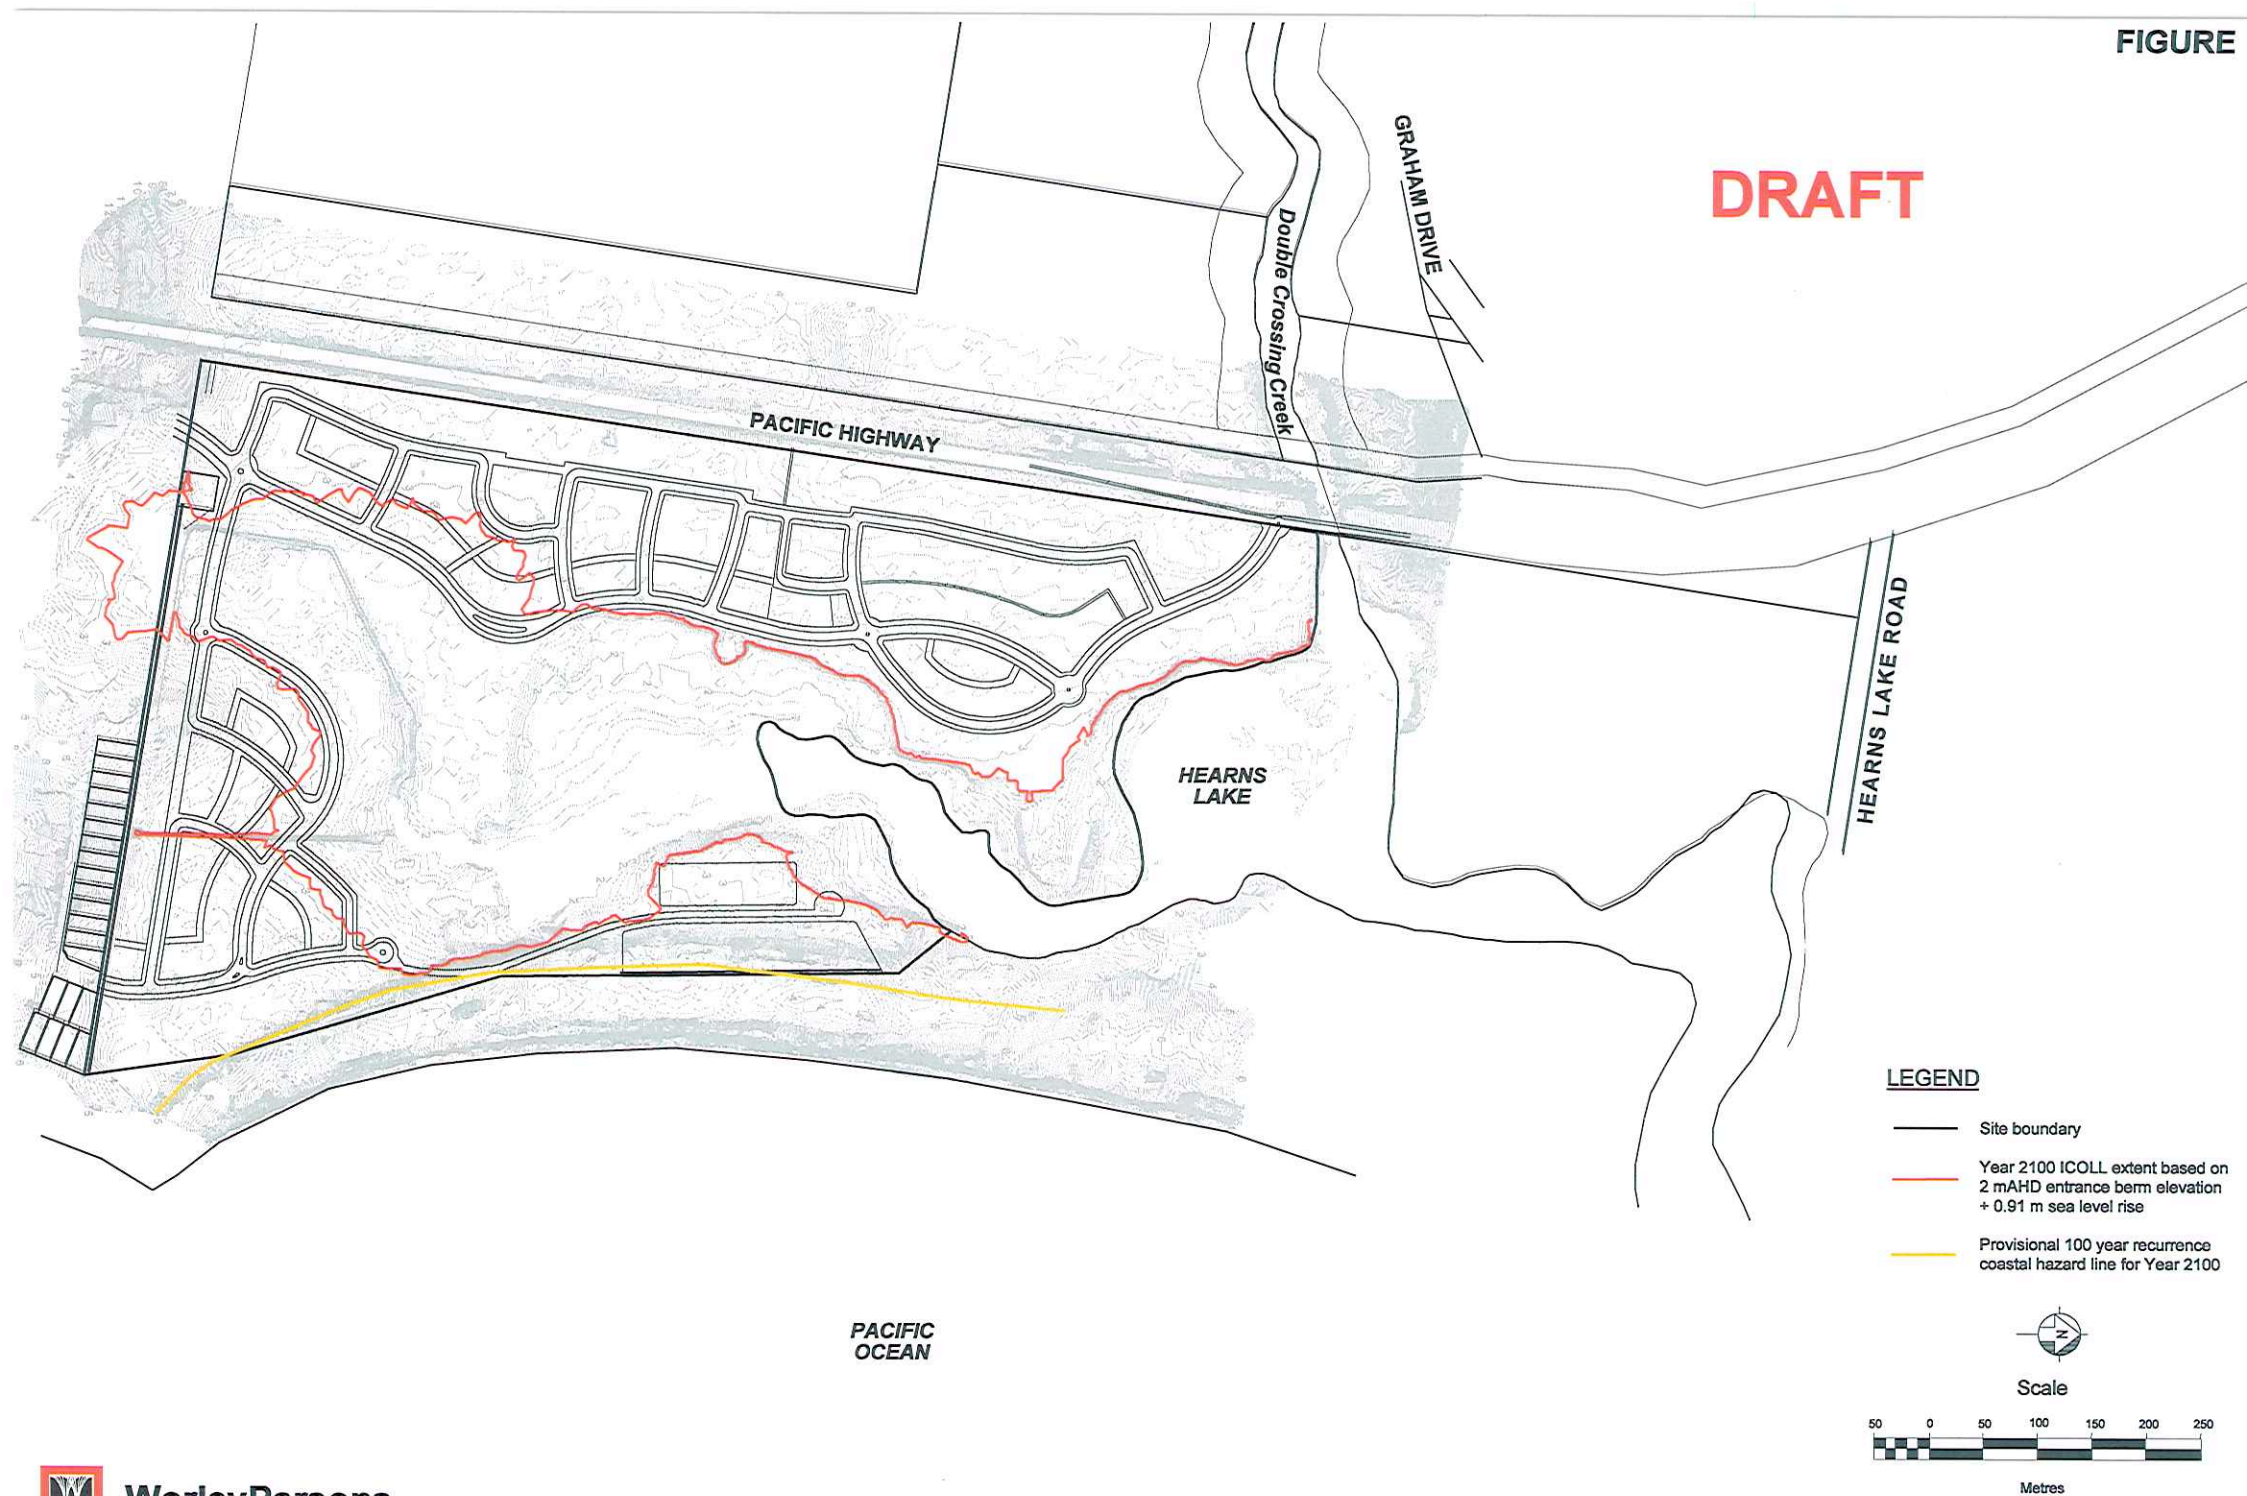 FIGURE
DRAFT
GRAHAM DRIVE
Double Crossing Creek
PACIFIC HIGHWAY
HEARNS LAKE ROAD
HEARNS
LAKE
LEGEND
Site boundary
Year 2100 ICOLL extent based on
2 mAHD entrance berm elevation
+ 0.91 m sea level rise
Provisional 100 year recurrence
coastal hazard line for Year 2100
PACIFIC
OCEAN
N
Scale
50 0 50 100 150 200 250
Metres
WorleyParsons